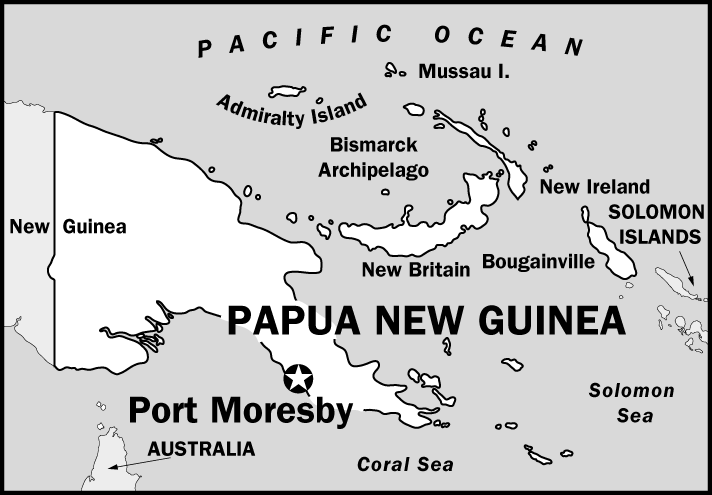 PACIFIC OCEAN
Mussau I.
Admiralty Island
Bismarck
Archipelago
New Ireland
SOLOMON
ISLANDS
New Guinea
New Britain
Bougainville
PAPUA NEW GUINEA
Solomon
Sea
Port Moresby
AUSTRALIA
Coral Sea